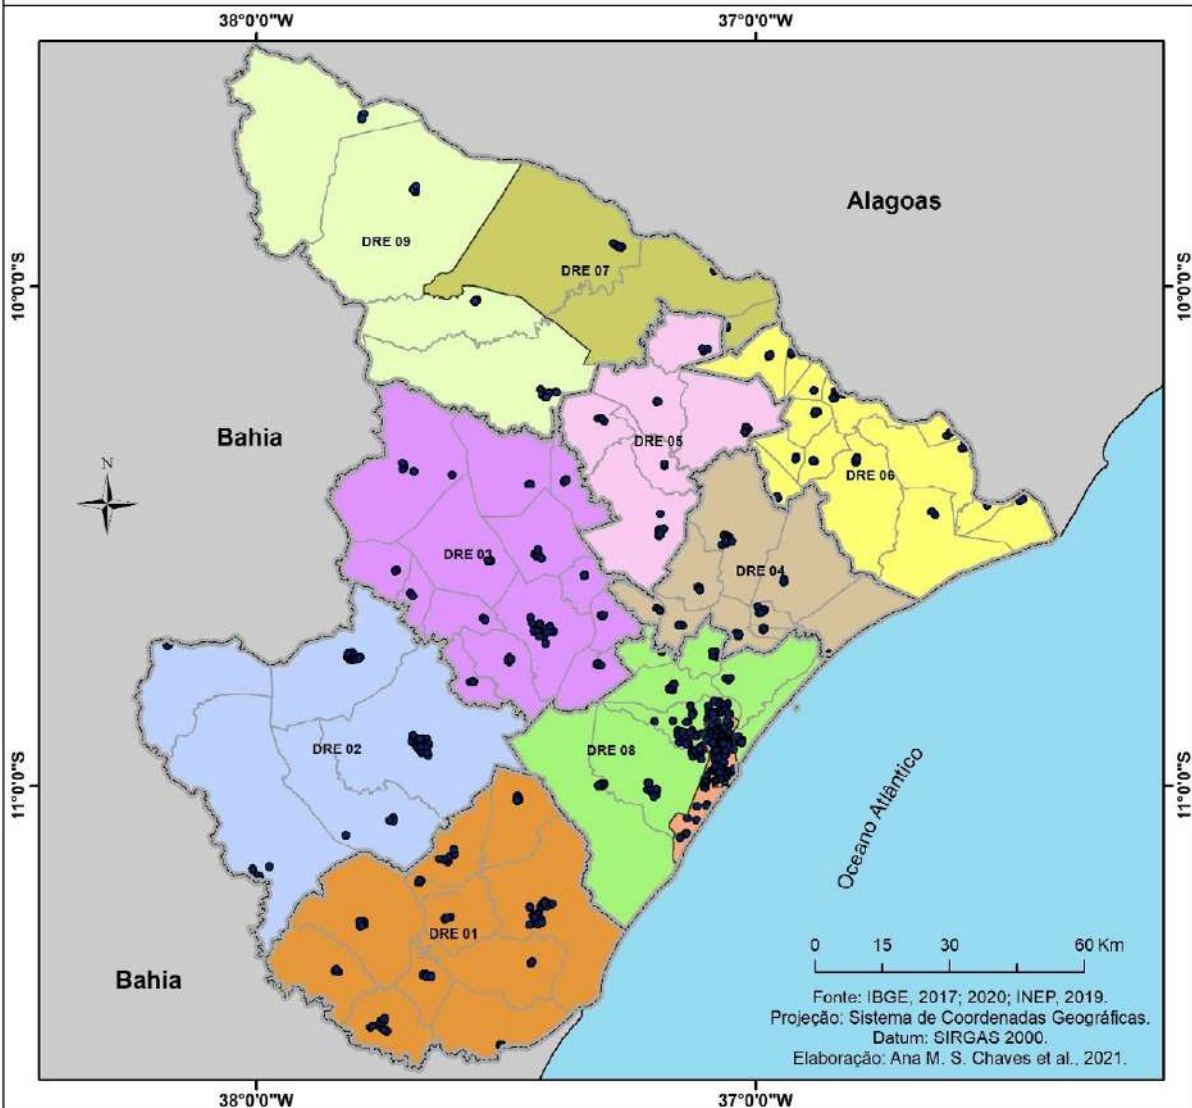 38°0'0"W
37°0'0"W
Alagoas
DRE 09
DRE 07
10°0'0"S
10°0'0"S
Bahia
DRE 05
DRE 06
N
DRE 03
DRE 04
DRE 02
DRE 08
11°0'0"S
11°0'0"S
Oceano Atlântico
DRE 01
0 15 30 60 Km
Bahia
Fonte: IBGE, 2017; 2020; INEP, 2019.
Projeção: Sistema de Coordenadas Geográficas.
Datum: SIRGAS 2000.
Elaboração: Ana M. S. Chaves et al., 2021.
38°0'0"W
37°0'0"W